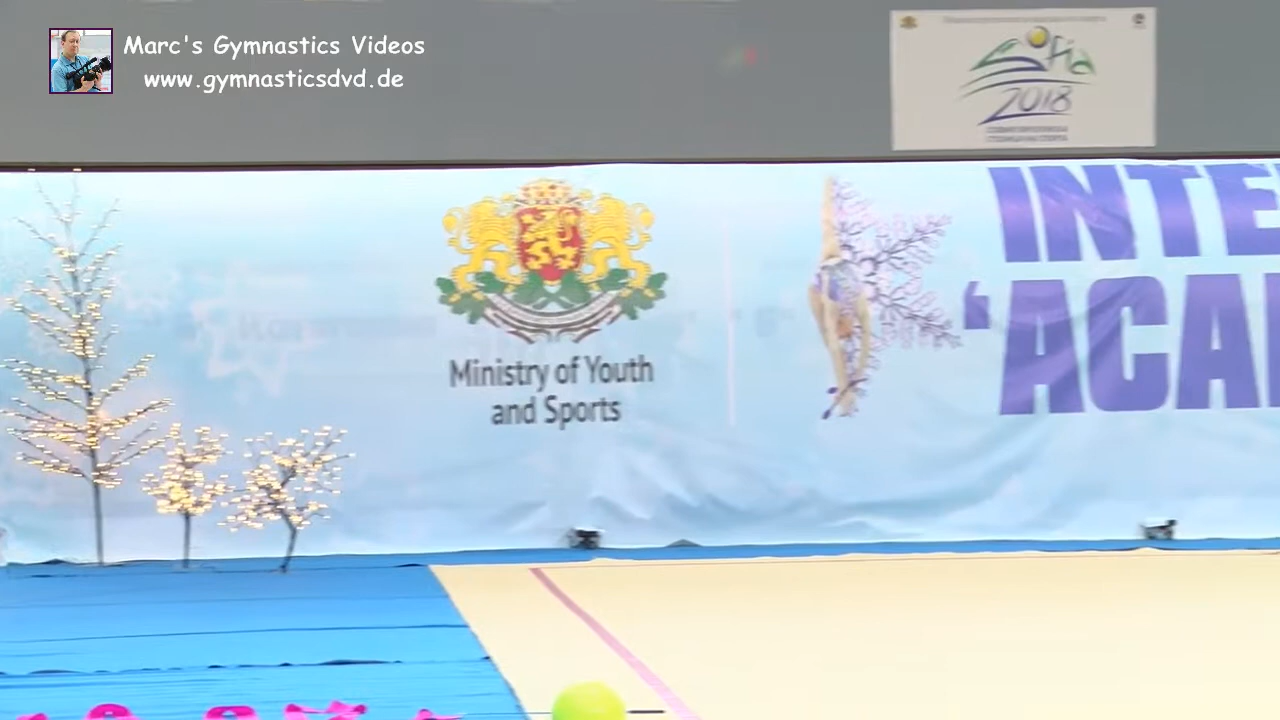 Marc's Gymnastics Videos
www.gymnasticsdvd.de
Sofia
2018
INTE
'ACA
Ministry of Youth
and Sports